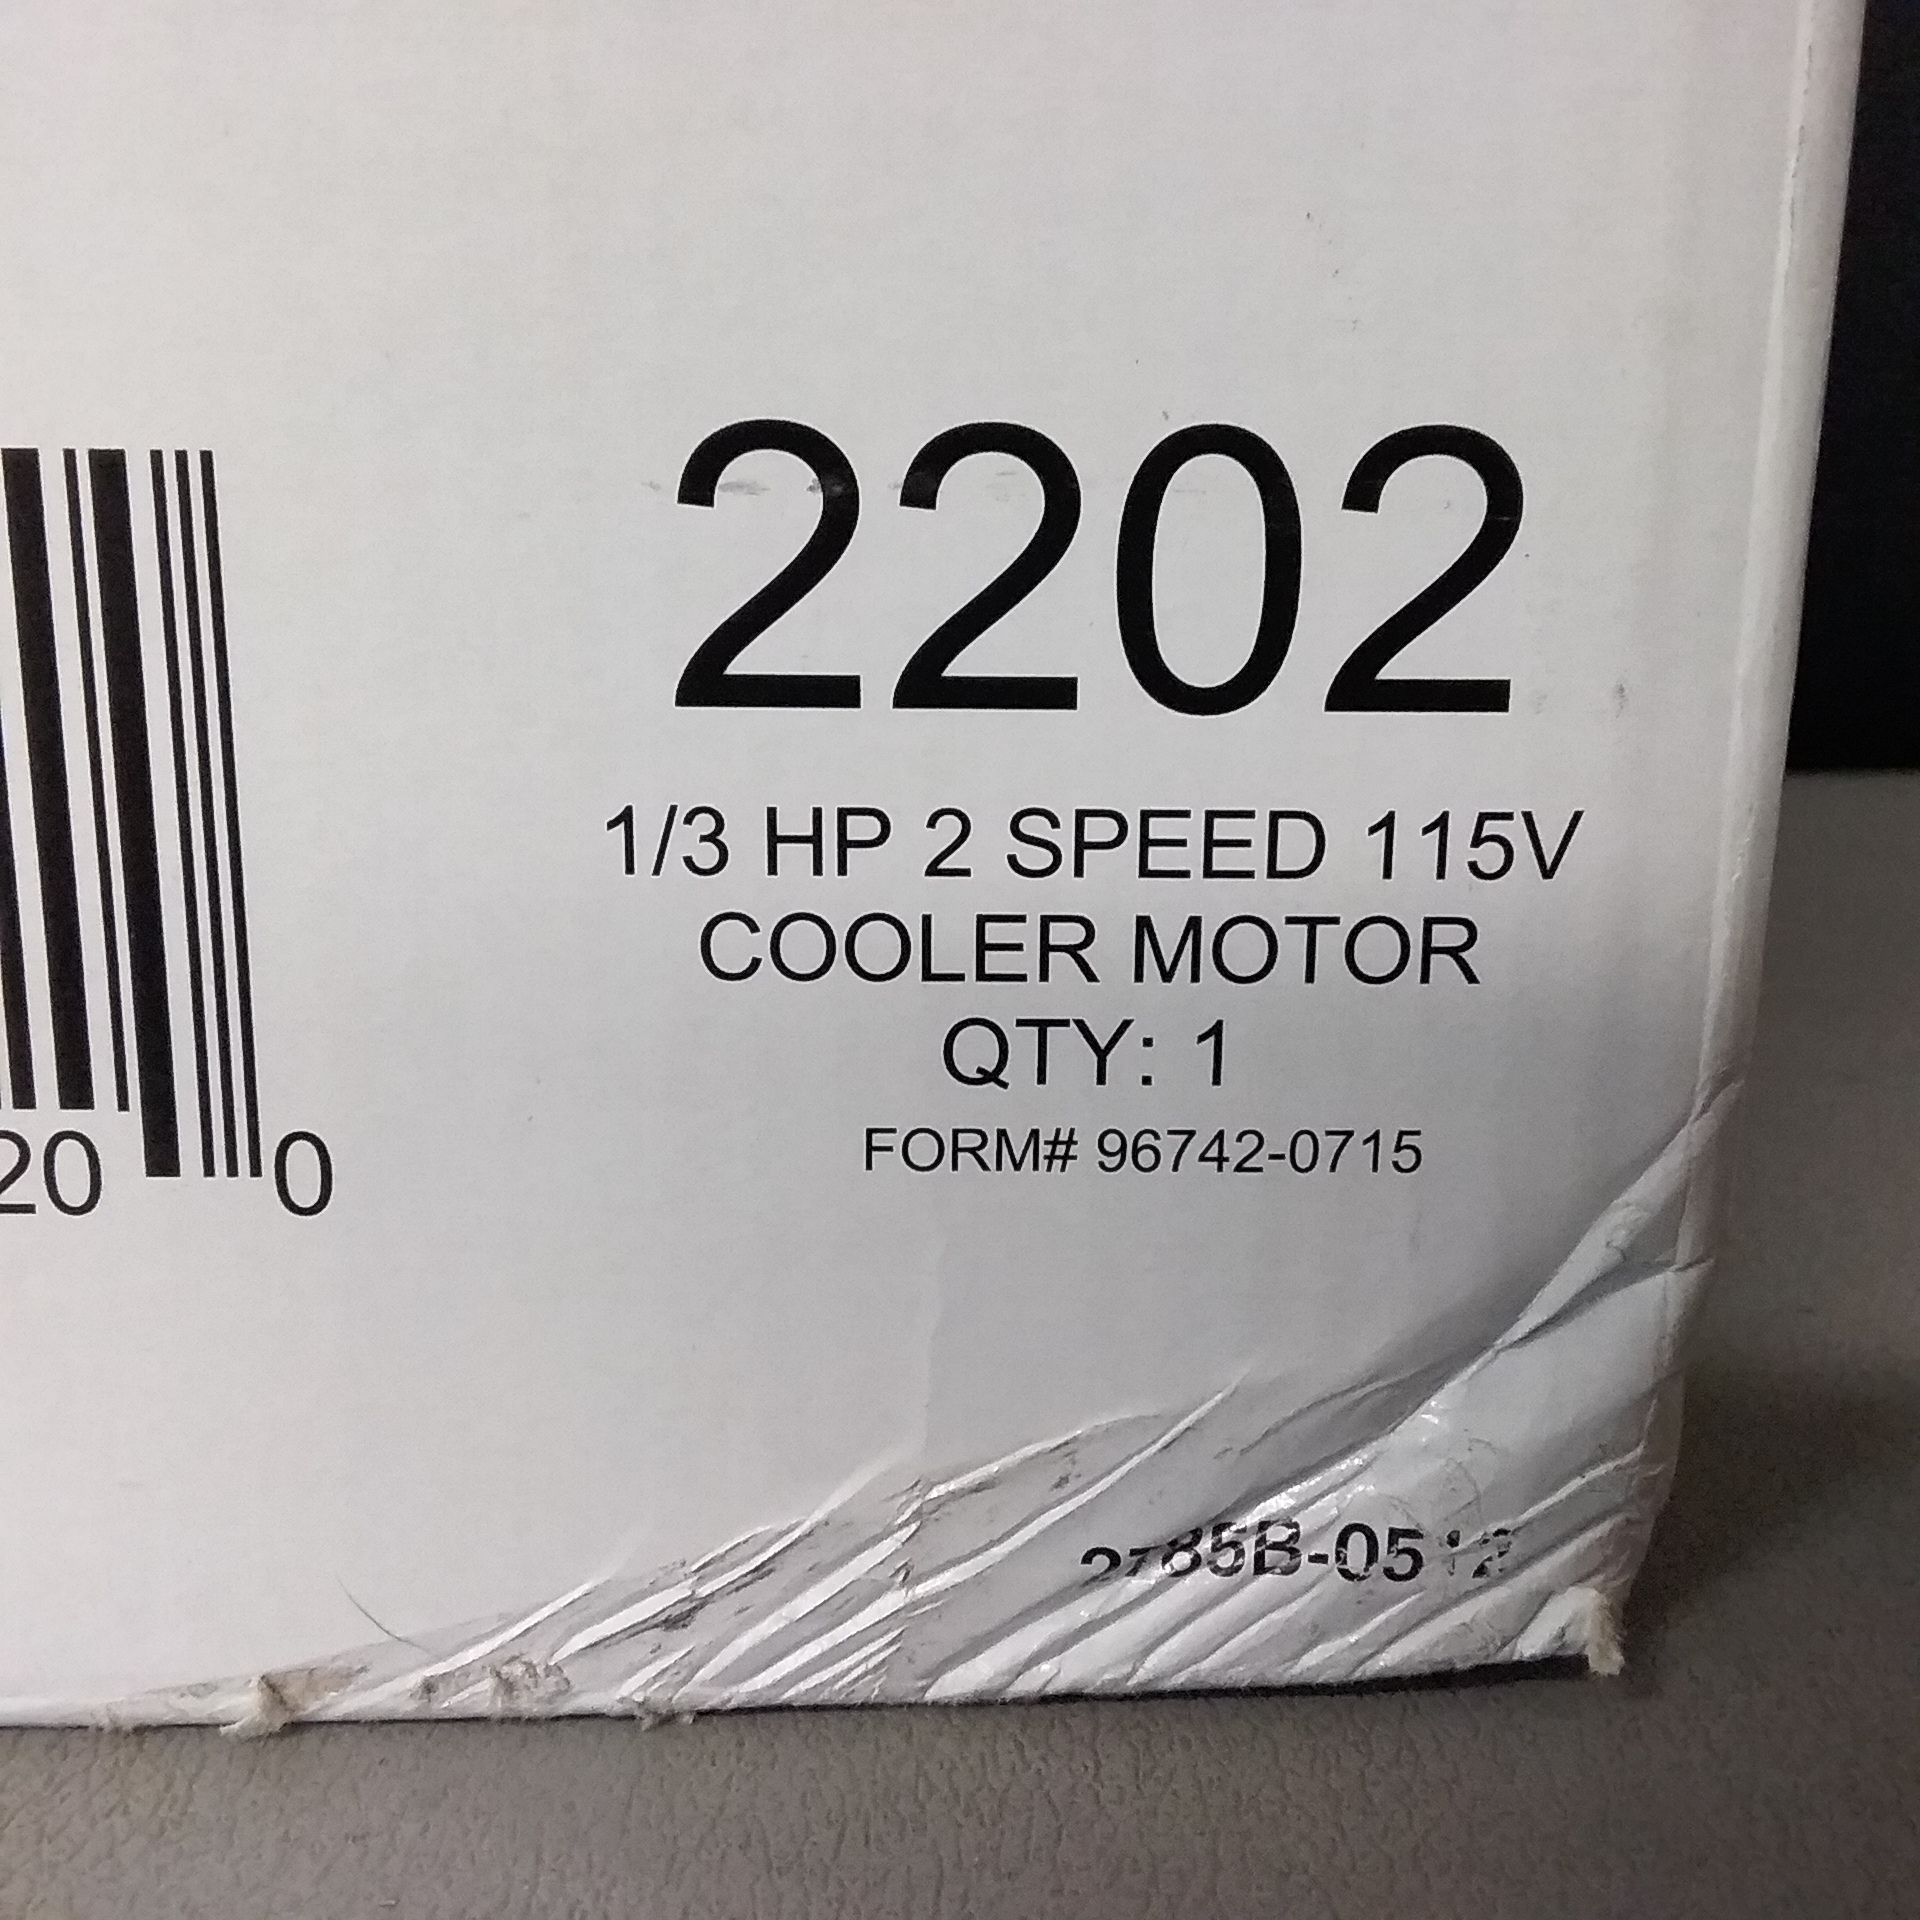 2202
1/3 HP 2 SPEED 115V
COOLER MOTOR
QTY: 1
FORM# 96742-0715
20 0